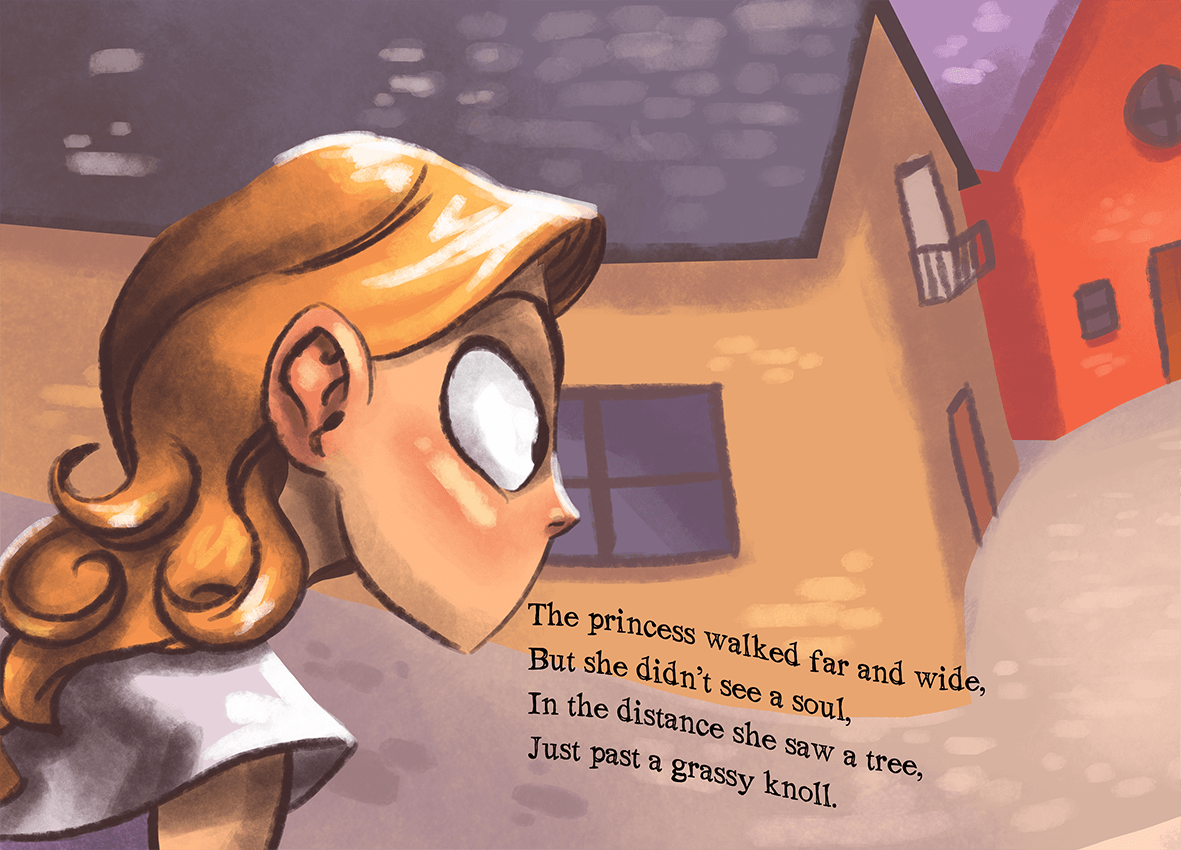 The princess walked far and wide,
But she didn't see a soul,
In the distance she saw a tree,
Just past a grassy knoll.